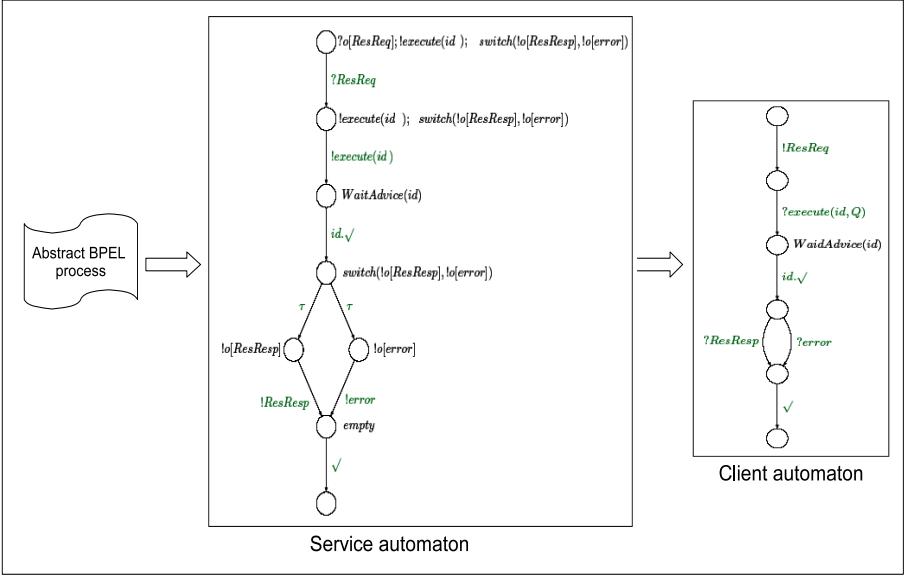 Abstract BPEL
process
?o[ResReq]; !execute(id ); switch(!o[ResResp],!o[error])
?ResReq
!execute(id ); switch(!o[ResResp],!o[error])
!execute(id)
WaitAdvice(id)
id.√
switch(!o[ResResp],!o[error])
τ τ
!o[ResResp] !o[error]
!ResResp !error
empty
√
Service automaton
!ResReq
?execute(id, Q)
WaidAdvice(id)
id.√
?ResResp ?error
√
Client automaton